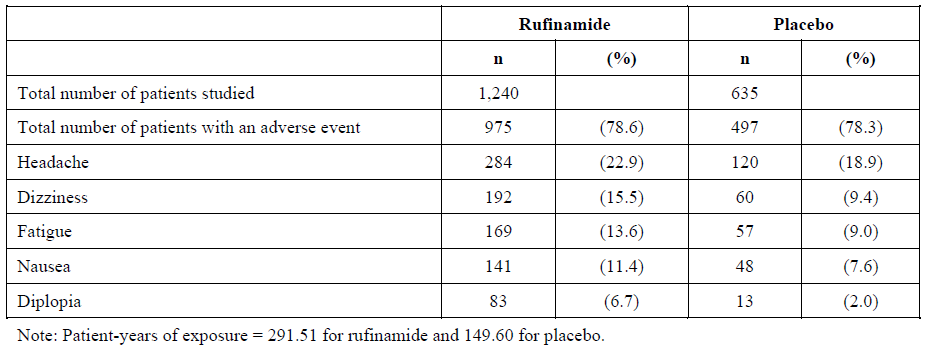 Rufinamide Placebo
n (%) n (%)
Total number of patients studied 1,240 635
Total number of patients with an adverse event 975 (78.6) 497 (78.3)
Headache 284 (22.9) 120 (18.9)
Dizziness 192 (15.5) 60 (9.4)
Fatigue 169 (13.6) 57 (9.0)
Nausea 141 (11.4) 48 (7.6)
Diplopia 83 (6.7) 13 (2.0)
Note: Patient-years of exposure = 291.51 for rufinamide and 149.60 for placebo.